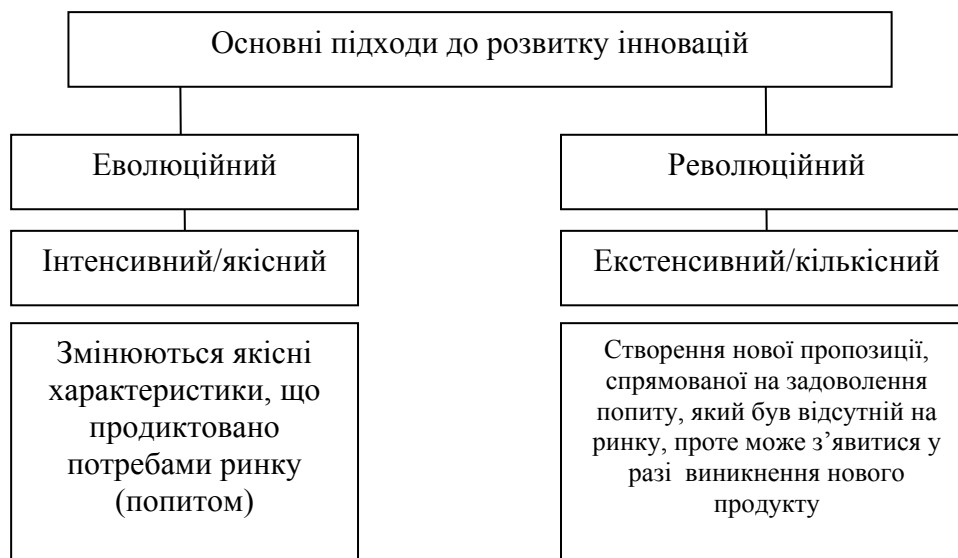 Основні підходи до розвитку інновацій
Еволюційний
Революційний
Інтенсивний/якісний
Екстенсивний/кількісний
Змінюються якісні
характеристики, що
продиктовано
потребами ринку
(попитом)
Створення нової пропозиції,
спрямованої на задоволення
попиту, який був відсутній на
ринку, проте може з’явитися у
разі виникнення нового
продукту